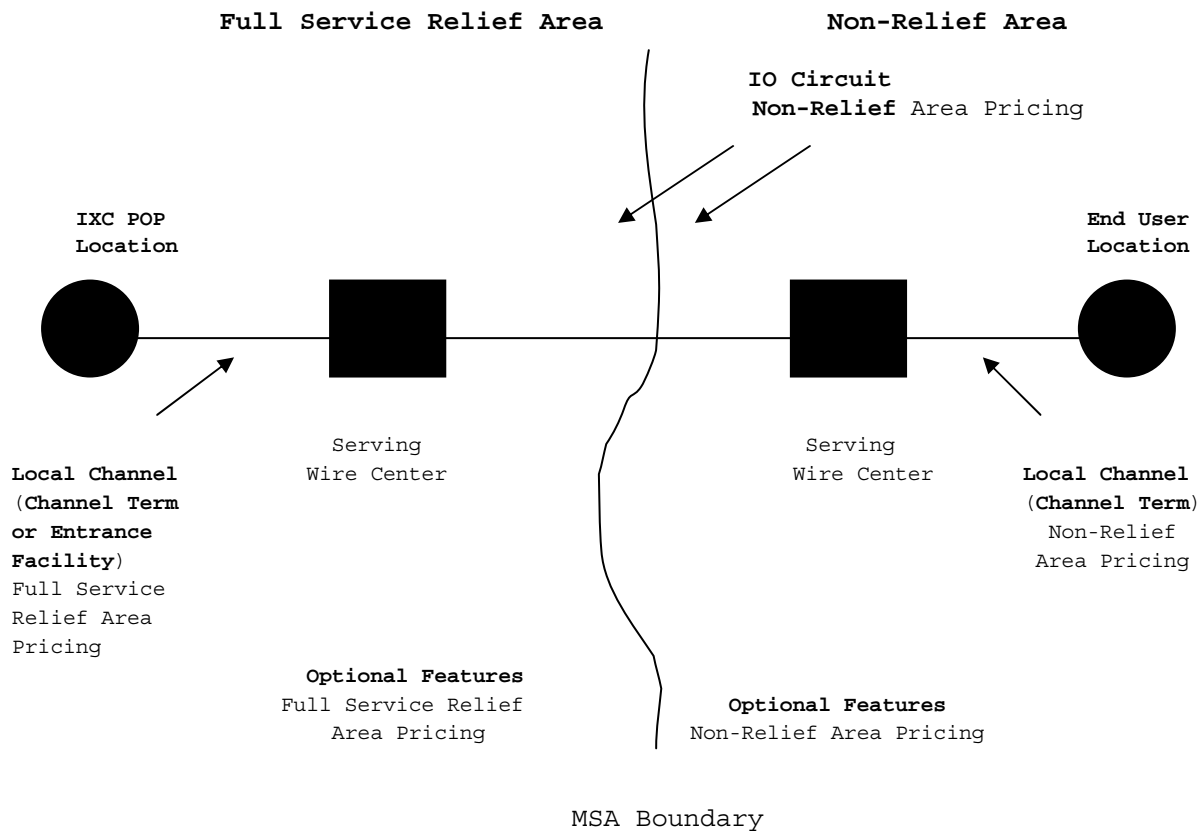 Full Service Relief Area
Non-Relief Area
IO Circuit
Non-Relief Area Pricing
IXC POP
Location
End User
Location
Serving
Wire Center
Serving
Wire Center
Local Channel
(Channel Term
or Entrance
Facility)
Full Service
Relief Area
Pricing
Local Channel
(Channel Term)
Non-Relief
Area Pricing
Optional Features
Full Service Relief
Area Pricing
Optional Features
Non-Relief Area Pricing
MSA Boundary